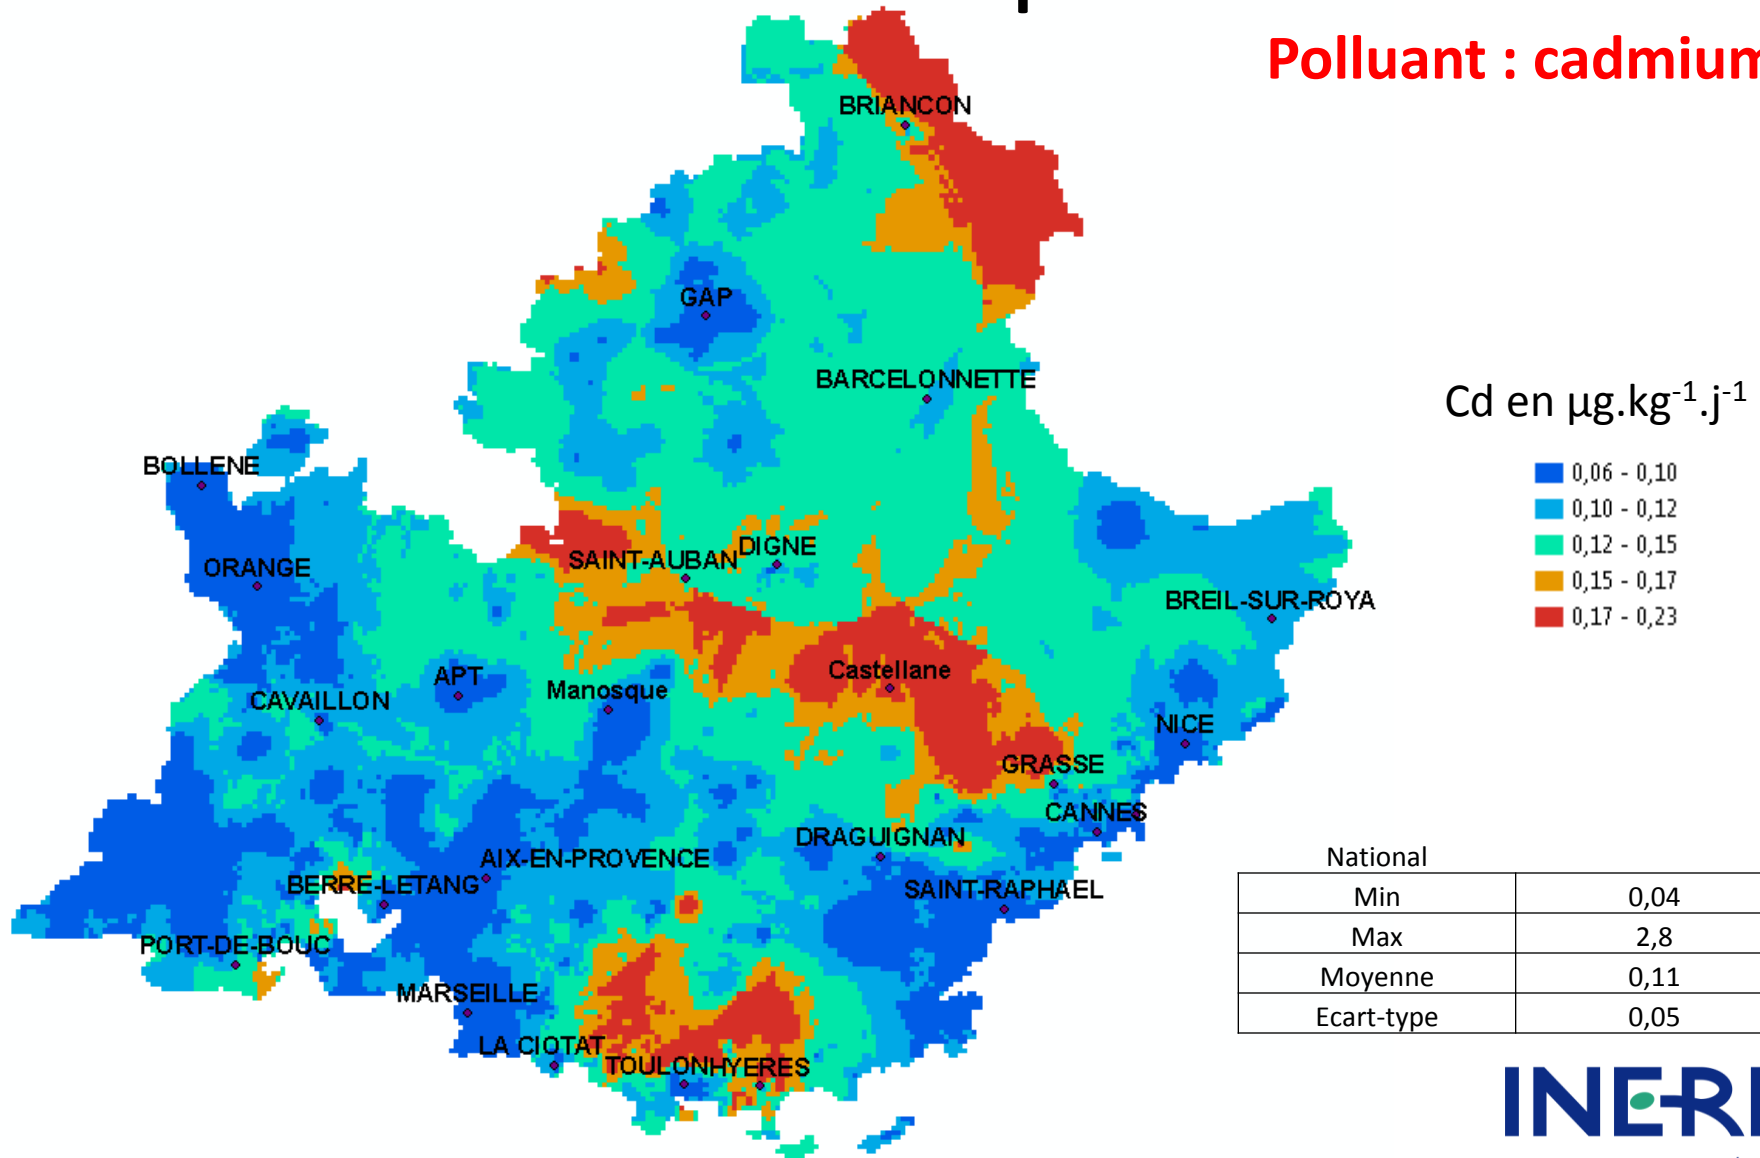 Polluant : cadmium
BRIANCON
GAP
BARCELONNETTE
Cd en µg.kg⁻¹.j⁻¹
0,06 - 0,10
0,10 - 0,12
0,12 - 0,15
0,15 - 0,17
0,17 - 0,23
BOLLENE
ORANGE
SAINT-AUBAN
DIGNE
BREIL-SUR-ROYA
APT
Manosque
Castellane
CAVAILLON
NICE
GRASSE
CANNES
DRAGUIGNAN
AIX-EN-PROVENCE
BERRE-LETANG
SAINT-RAPHAEL
PORT-DE-BOUC
MARSEILLE
LA CIOTAT
TOULON
HYERES
National
Min 0,04
Max 2,8
Moyenne 0,11
Ecart-type 0,05
INERI